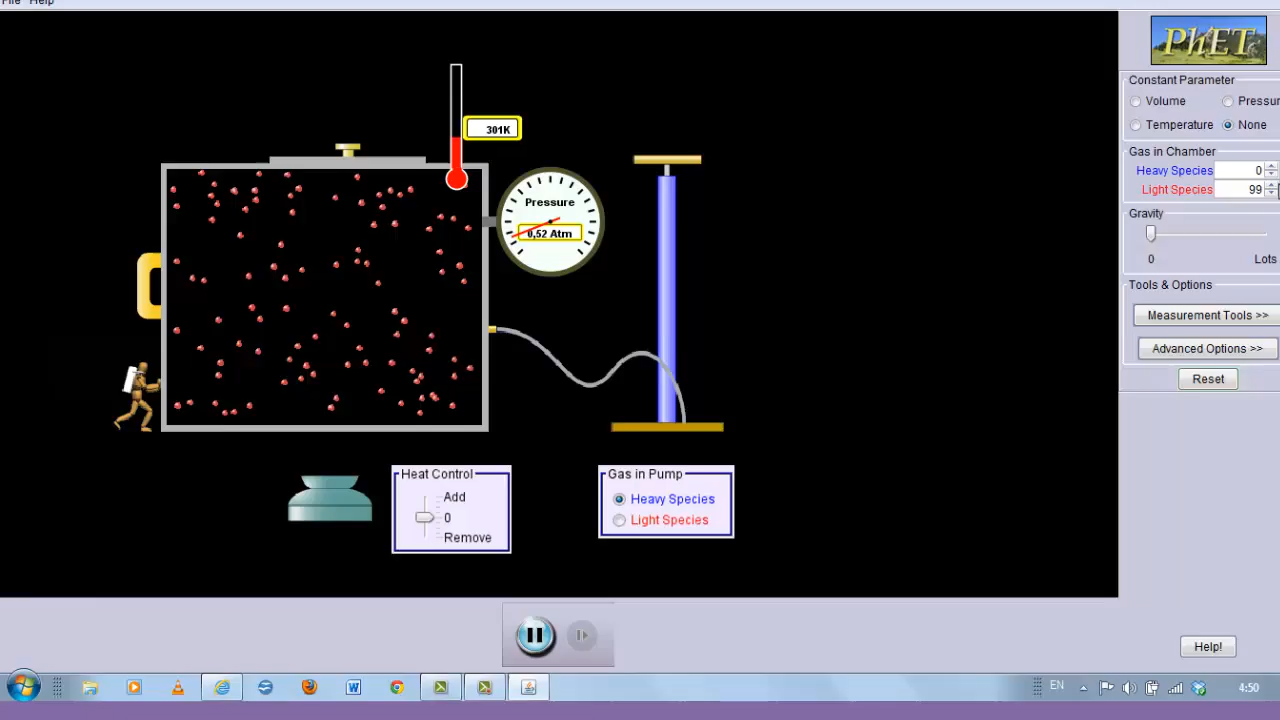 File Help
PhET
Constant Parameter
Volume Pressur
Temperature None
Gas in Chamber
Heavy Species 0
Light Species 99
Gravity
0 Lots
Tools & Options
Measurement Tools >>
Advanced Options >>
Reset
301K
Pressure
0,52 Atm
Heat Control
Add
0
Remove
Gas in Pump
Heavy Species
Light Species
Help!
EN 4:50